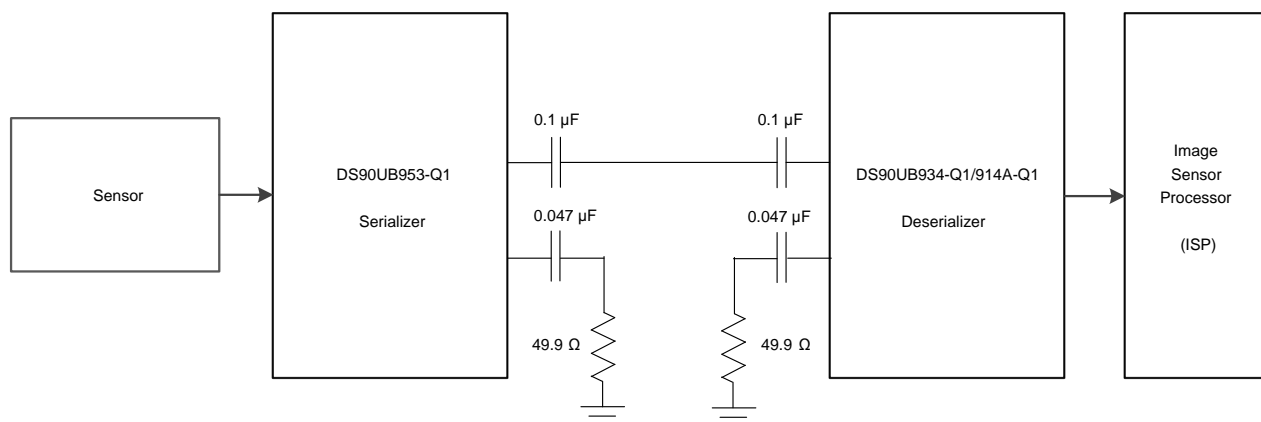 Sensor
DS90UB953-Q1
Serializer
0.1 µF
0.047 µF
49.9 Ω
0.1 µF
0.047 µF
49.9 Ω
DS90UB934-Q1/914A-Q1
Deserializer
Image
Sensor
Processor
(ISP)